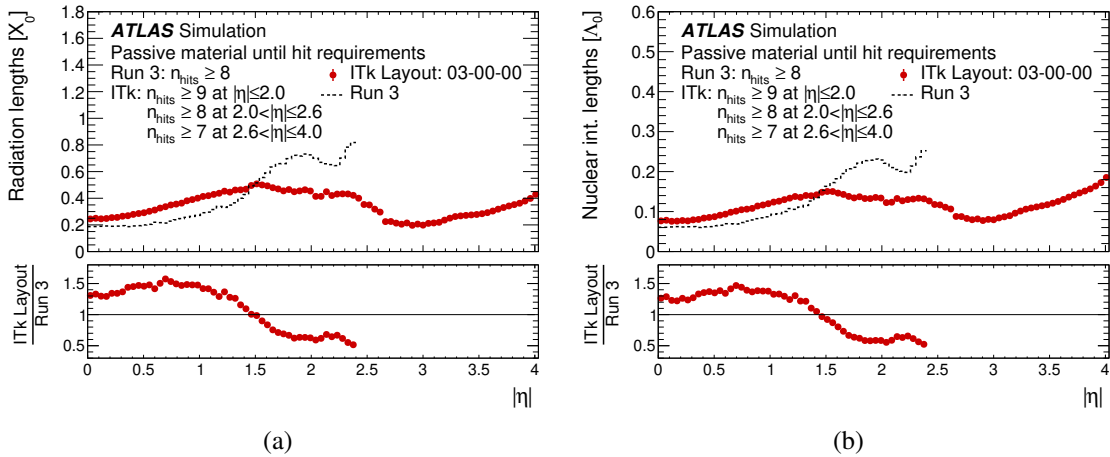 ATLAS Simulation
Passive material until hit requirements
Run 3: n_hits ≥ 8
ITk: n_hits ≥ 9 at |η|≤2.0
n_hits ≥ 8 at 2.0<|η|≤2.6
n_hits ≥ 7 at 2.6<|η|≤4.0
ITk Layout: 03-00-00
Run 3
Radiation lengths [X_0]
1.8
1.6
1.4
1.2
1
0.8
0.6
0.4
0.2
0
ITk Layout
Run 3
1.5
1
0.5
0 0.5 1 1.5 2 2.5 3 3.5 4
|η|
(a)
ATLAS Simulation
Passive material until hit requirements
Run 3: n_hits ≥ 8
ITk: n_hits ≥ 9 at |η|≤2.0
n_hits ≥ 8 at 2.0<|η|≤2.6
n_hits ≥ 7 at 2.6<|η|≤4.0
ITk Layout: 03-00-00
Run 3
Nuclear int. lengths [Λ_0]
0.6
0.5
0.4
0.3
0.2
0.1
0
ITk Layout
Run 3
1.5
1
0.5
0 0.5 1 1.5 2 2.5 3 3.5 4
|η|
(b)